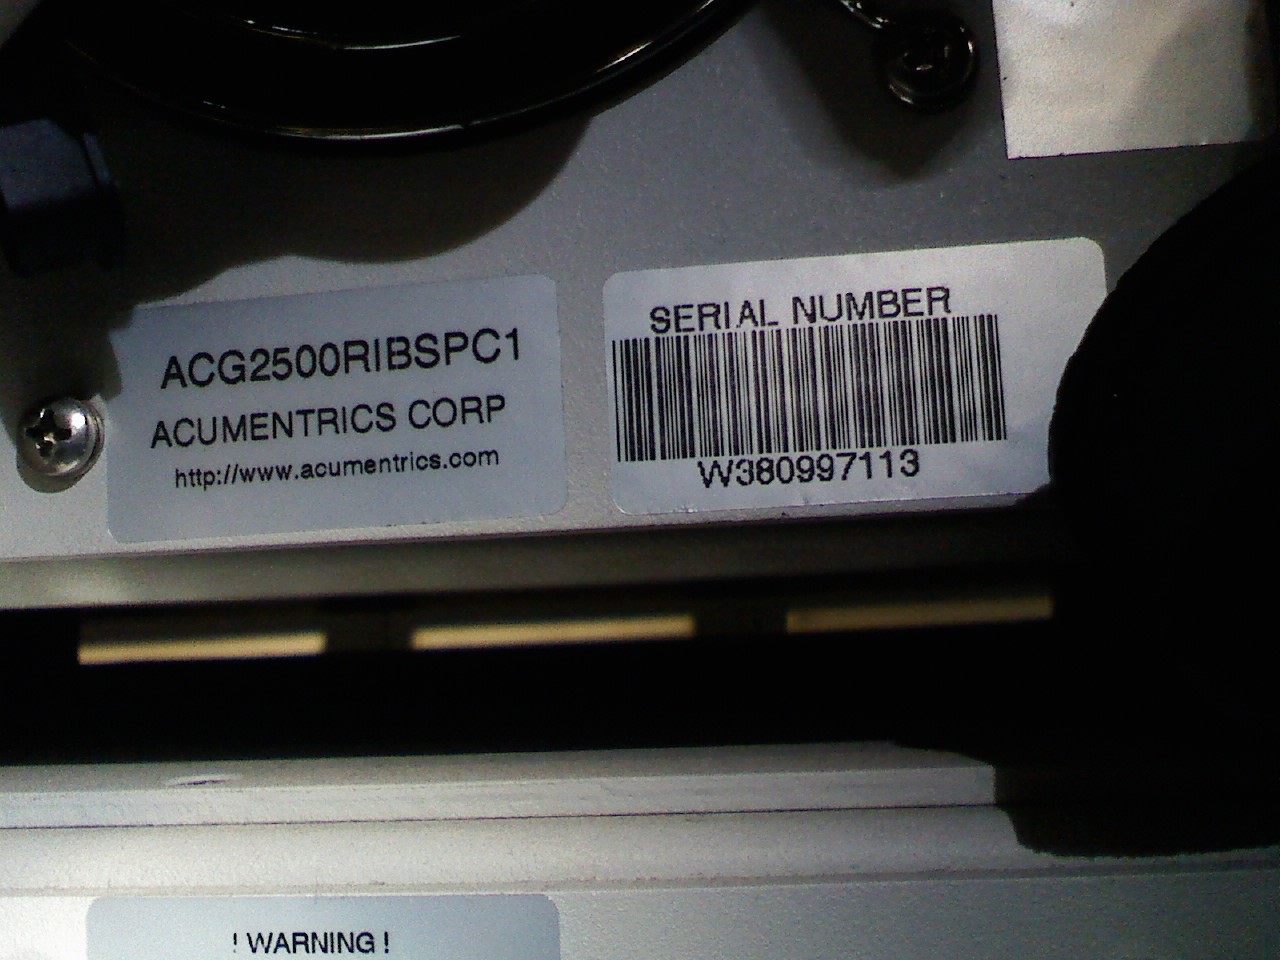 ACG2500RIBSPC1
ACUMENTRICS CORP
http://www.acumentrics.com
SERIAL NUMBER
W380997113
! WARNING !